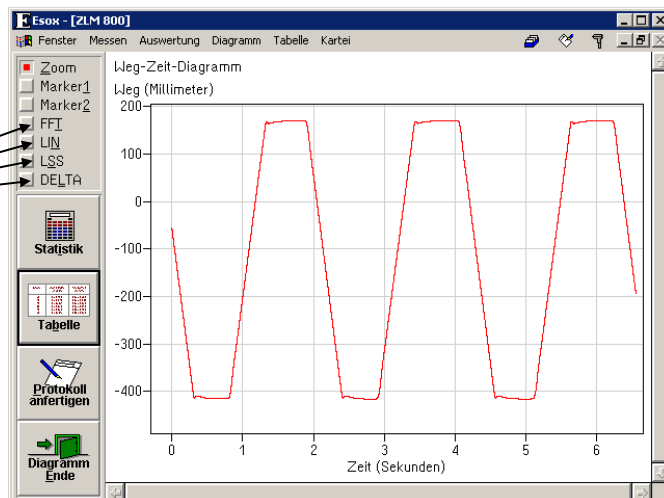 Esox - [ZLM 800]
Fenster Messen Auswertung Diagramm Tabelle Kartei
Zoom
Marker1
Marker2
FFT
LIN
LSS
DELTA
Statistik
Tabelle
Protokoll
anfertigen
Diagramm
Ende
Weg-Zeit-Diagramm
Weg (Millimeter)
200
100
0
-100
-200
-300
-400
0 1 2 3 4 5 6
Zeit (Sekunden)